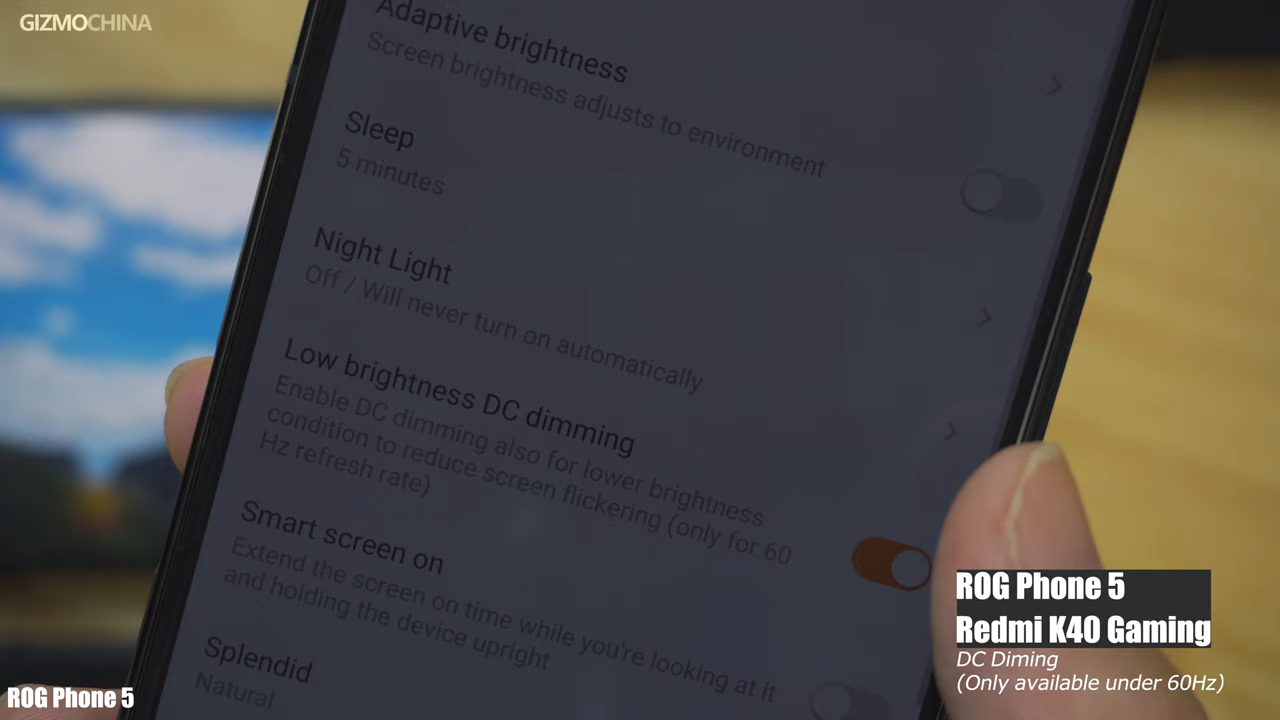 GIZMOCHINA
Adaptive brightness
Screen brightness adjusts to environment
Sleep
5 minutes
Night Light
Off / Will never turn on automatically
Low brightness DC dimming
Enable DC dimming also for lower brightness
condition to reduce screen flickering (only for 60
Hz refresh rate)
Smart screen on
Extend the screen on time while you're looking at it
and holding the device upright
Splendid
Natural
ROG Phone 5
Redmi K40 Gaming
DC Diming
(Only available under 60Hz)
ROG Phone 5